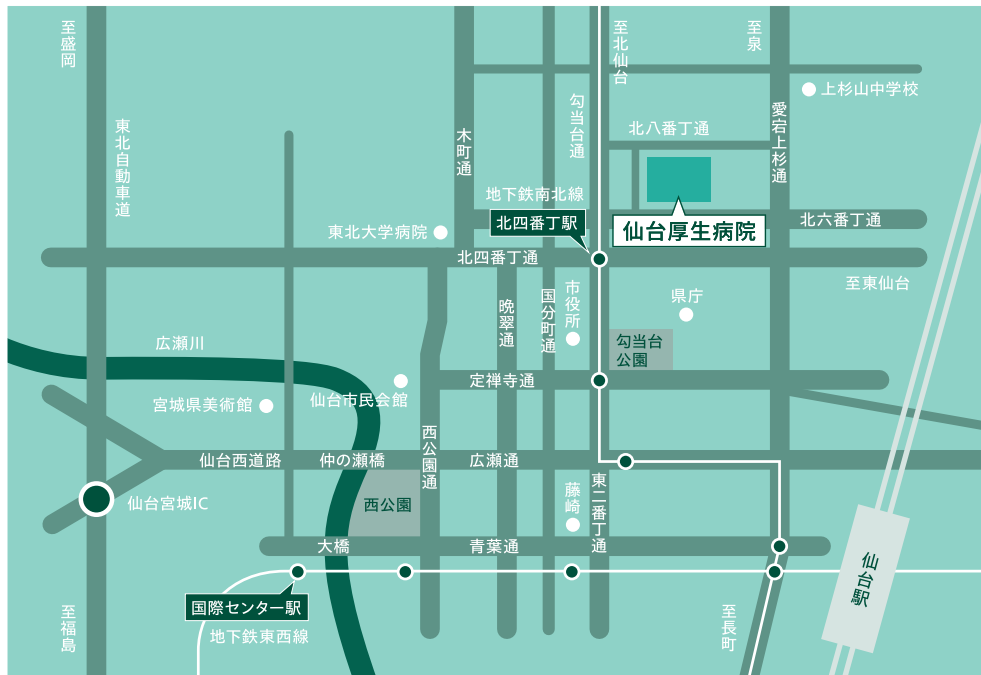 至盛岡
至北仙台
至泉
上杉山中学校
東北自動車道
木町通
勾当台通
北八番丁通
愛宕上杉通
地下鉄南北線
北四番丁駅
仙台厚生病院
北六番丁通
東北大学病院
北四番丁通
至東仙台
晩翠通
国分町通
市役所
県庁
広瀬川
勾当台
公園
定禅寺通
宮城県美術館
仙台市民会館
西公園通
仙台西道路
仲の瀬橋
広瀬通
仙台宮城IC
西公園
藤崎
東二番丁通
大橋
青葉通
仙台駅
国際センター駅
地下鉄東西線
至福島
至長町